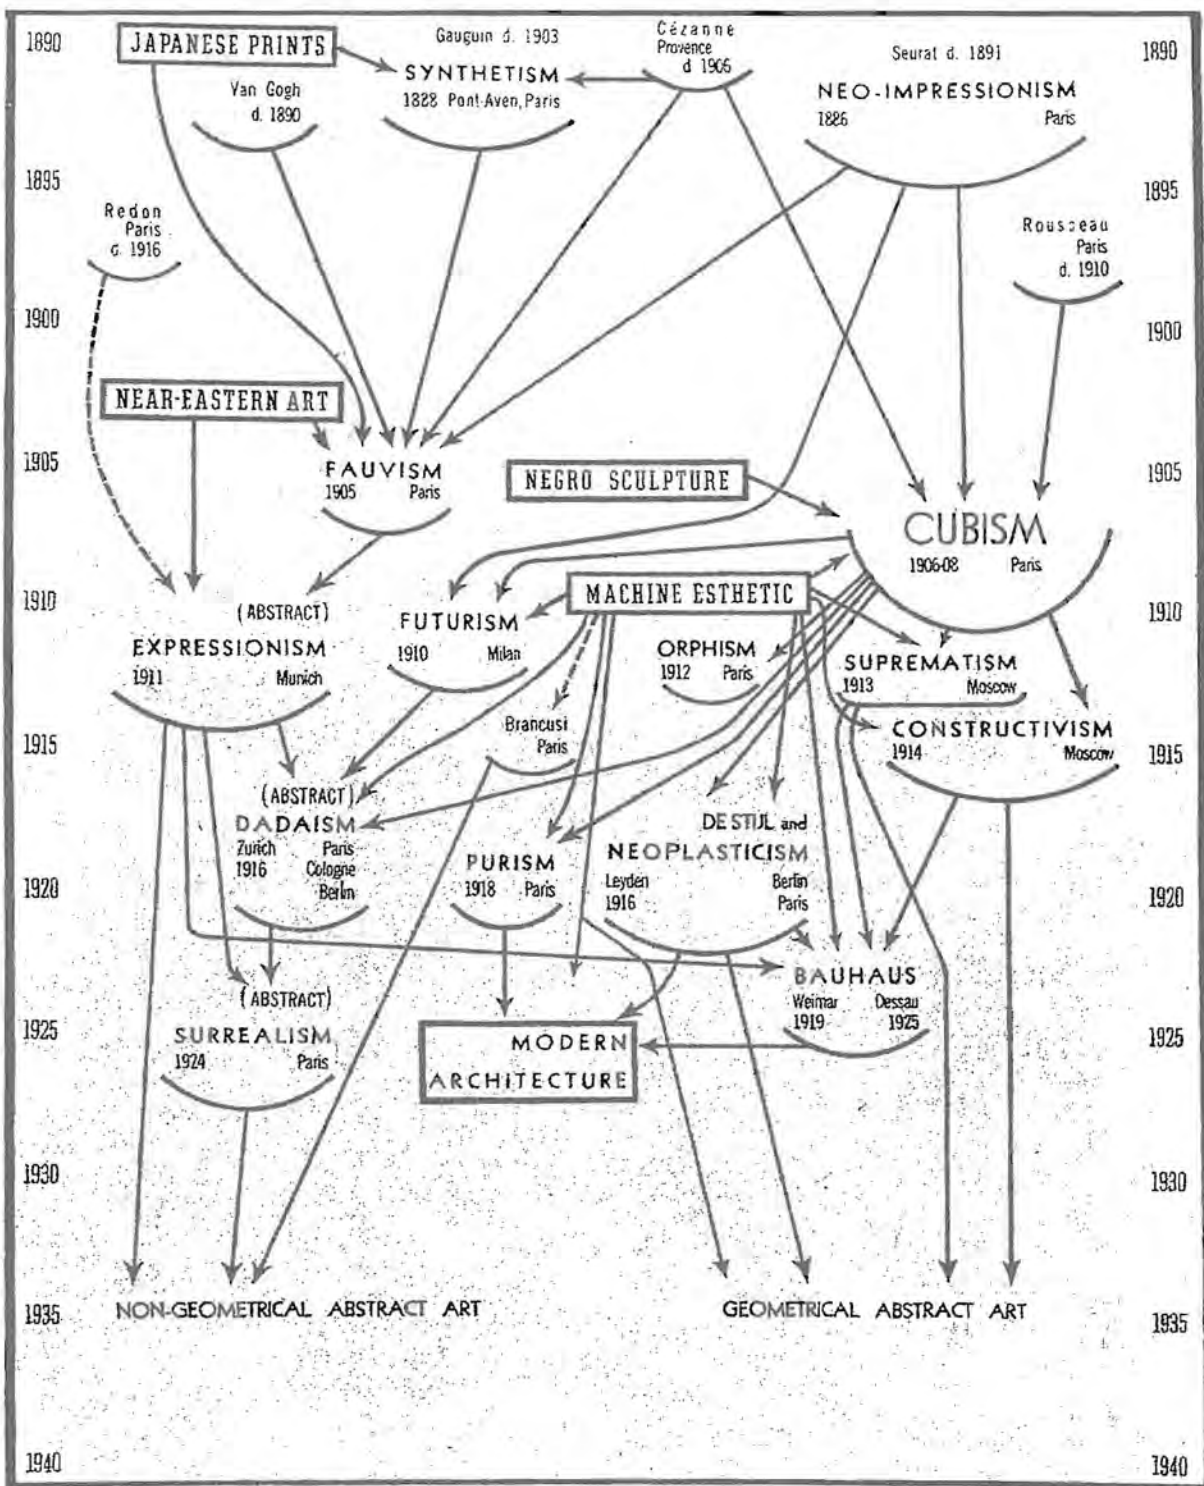 1890
JAPANESE PRINTS
Gauguin d. 1903
SYNTHETISM
1888 Pont-Aven, Paris
Cézanne
Provence
d 1906
Seurat d. 1891
NEO-IMPRESSIONISM
1886 Paris
1890
Van Gogh
d. 1890
1895
1895
Redon
Paris
d. 1916
Rousseau
Paris
d. 1910
1900
1900
NEAR-EASTERN ART
1905
FAUVISM
1905 Paris
NEGRO SCULPTURE
1905
CUBISM
1906-08 Paris
1910
(ABSTRACT)
EXPRESSIONISM
1911 Munich
FUTURISM
1910 Milan
MACHINE ESTHETIC
1910
ORPHISM
1912 Paris
SUPREMATISM
1913 Moscow
CONSTRUCTIVISM
1914 Moscow
1915
Brancusi
Paris
1915
(ABSTRACT)
DADAISM
Zurich Paris
1916 Cologne
Berlin
PURISM
1918 Paris
DE STIJL and
NEOPLASTICISM
Leyden Berlin
1916 Paris
1920
1920
BAUHAUS
Weimar Dessau
1919 1925
(ABSTRACT)
SURREALISM
1924 Paris
1925
MODERN
ARCHITECTURE
1925
1930
1930
NON-GEOMETRICAL ABSTRACT ART
GEOMETRICAL ABSTRACT ART
1935
1935
1940
1940